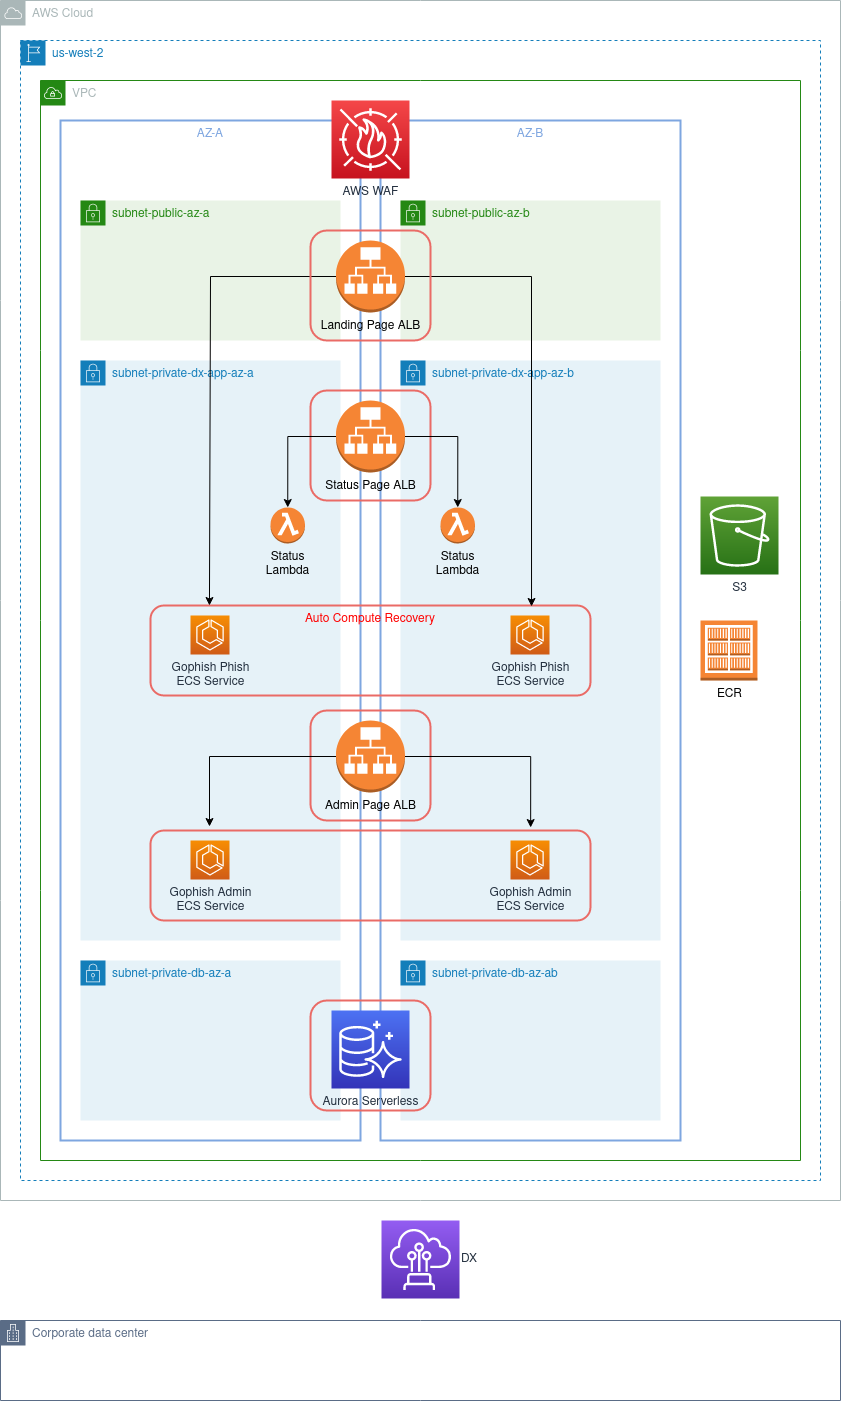 AWS Cloud
us-west-2
VPC
AZ-A
AZ-B
AWS WAF
subnet-public-az-a
subnet-public-az-b
Landing Page ALB
subnet-private-dx-app-az-a
subnet-private-dx-app-az-b
Status Page ALB
Status
Lambda
Status
Lambda
S3
Auto Compute Recovery
Gophish Phish
ECS Service
Gophish Phish
ECS Service
ECR
Admin Page ALB
Gophish Admin
ECS Service
Gophish Admin
ECS Service
subnet-private-db-az-a
subnet-private-db-az-ab
Aurora Serverless
DX
Corporate data center